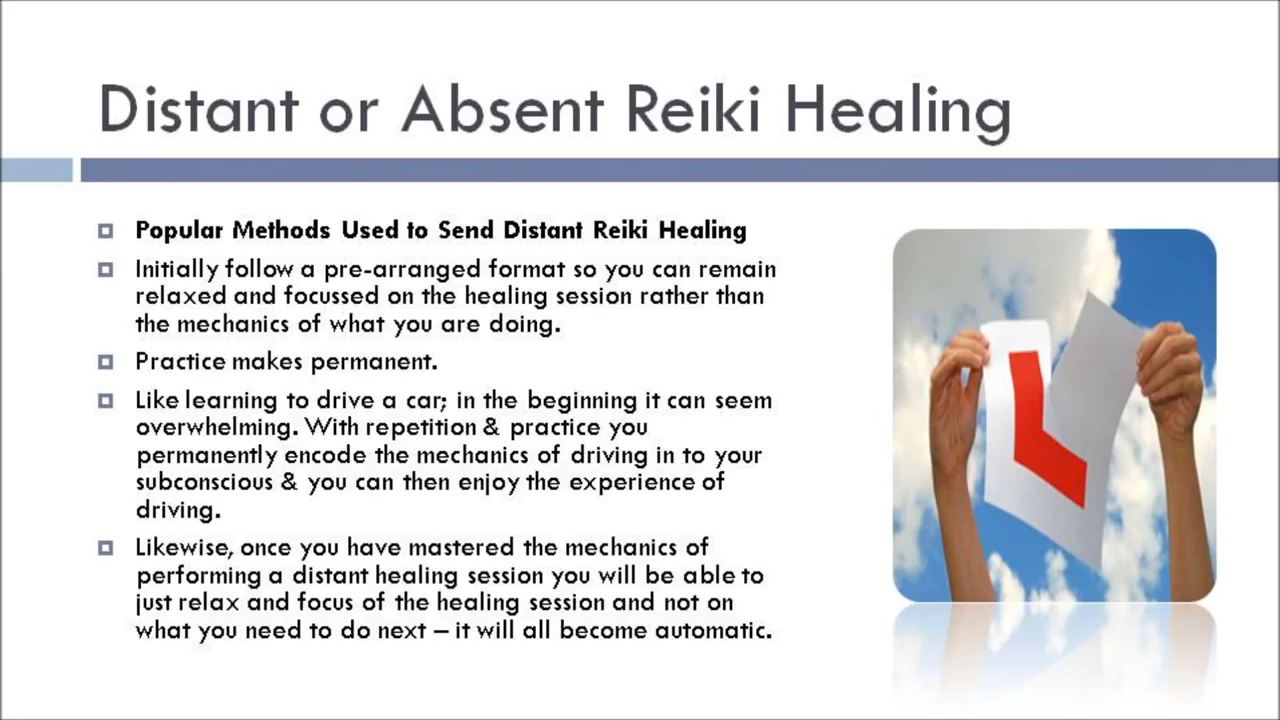 Distant or Absent Reiki Healing
Popular Methods Used to Send Distant Reiki Healing
Initially follow a pre-arranged format so you can remain
relaxed and focussed on the healing session rather than
the mechanics of what you are doing.
Practice makes permanent.
Like learning to drive a car; in the beginning it can seem
overwhelming. With repetition & practice you
permanently encode the mechanics of driving in to your
subconscious & you can then enjoy the experience of
driving.
Likewise, once you have mastered the mechanics of
performing a distant healing session you will be able to
just relax and focus of the healing session and not on
what you need to do next – it will all become automatic.
L